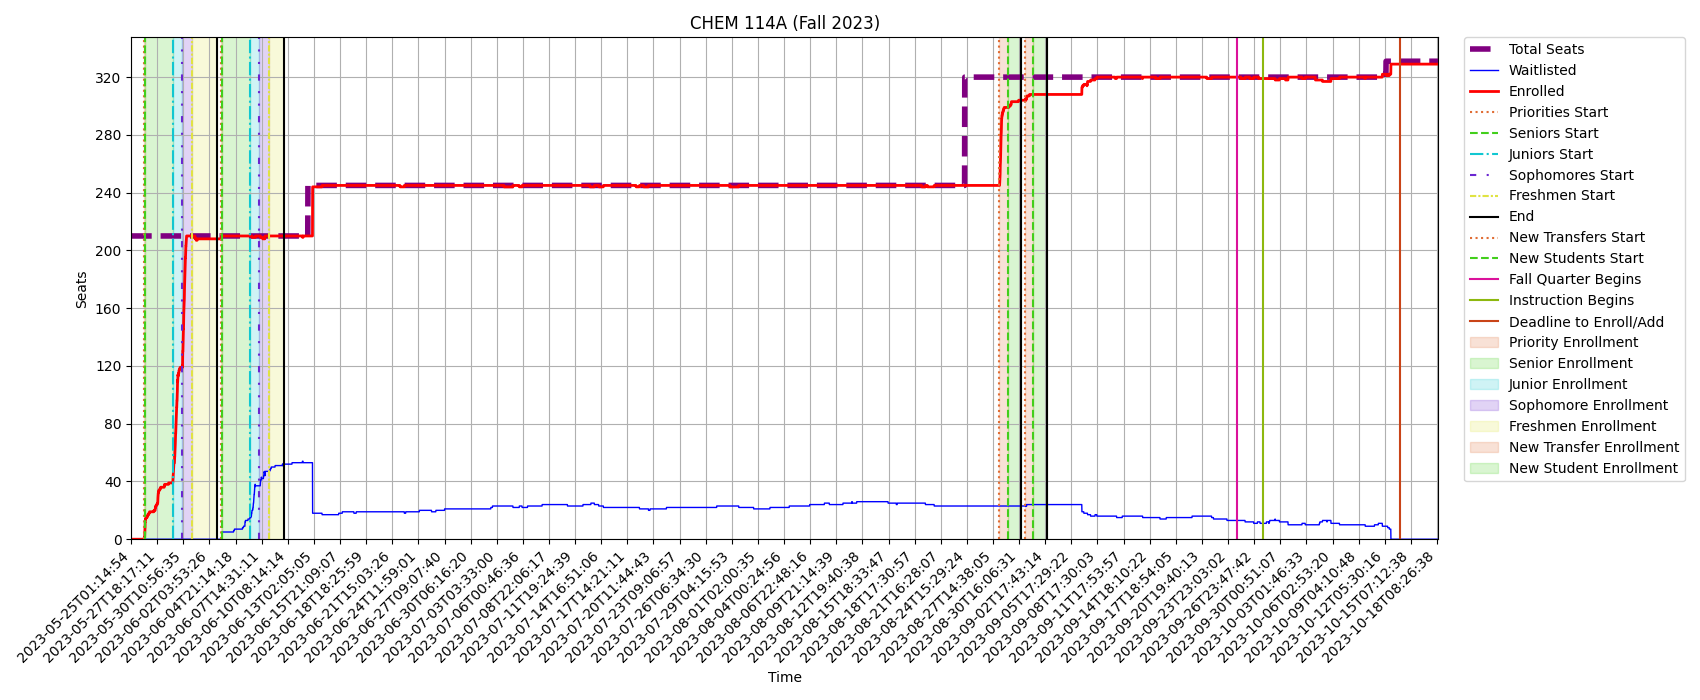 CHEM 114A (Fall 2023)
Seats
320
280
240
200
160
120
80
40
0
2023-05-25T01:14:54
2023-05-27T18:17:11
2023-05-30T10:56:35
2023-06-02T03:53:26
2023-06-04T21:14:18
2023-06-07T14:31:11
2023-06-10T08:14:14
2023-06-13T02:05:05
2023-06-15T21:09:07
2023-06-18T18:25:59
2023-06-21T15:03:26
2023-06-24T11:59:01
2023-06-27T09:07:40
2023-06-30T06:16:20
2023-07-03T03:33:00
2023-07-06T00:46:36
2023-07-08T22:06:17
2023-07-11T19:24:39
2023-07-14T16:51:06
2023-07-17T14:21:11
2023-07-20T11:44:43
2023-07-23T09:06:57
2023-07-26T06:34:30
2023-07-29T04:15:53
2023-08-01T02:00:35
2023-08-04T00:24:56
2023-08-06T22:48:16
2023-08-09T21:14:39
2023-08-12T19:40:38
2023-08-15T18:33:47
2023-08-18T17:30:57
2023-08-21T16:28:07
2023-08-24T15:29:24
2023-08-27T14:38:05
2023-08-30T16:06:31
2023-09-02T17:43:14
2023-09-05T17:29:22
2023-09-08T17:30:03
2023-09-11T17:53:57
2023-09-14T18:10:22
2023-09-17T18:54:05
2023-09-20T19:40:13
2023-09-23T23:03:02
2023-09-26T23:47:42
2023-09-30T00:51:07
2023-10-03T01:46:33
2023-10-06T02:53:20
2023-10-09T04:10:48
2023-10-12T05:30:16
2023-10-15T07:12:38
2023-10-18T08:26:38
Time
Total Seats
Waitlisted
Enrolled
Priorities Start
Seniors Start
Juniors Start
Sophomores Start
Freshmen Start
End
New Transfers Start
New Students Start
Fall Quarter Begins
Instruction Begins
Deadline to Enroll/Add
Priority Enrollment
Senior Enrollment
Junior Enrollment
Sophomore Enrollment
Freshmen Enrollment
New Transfer Enrollment
New Student Enrollment